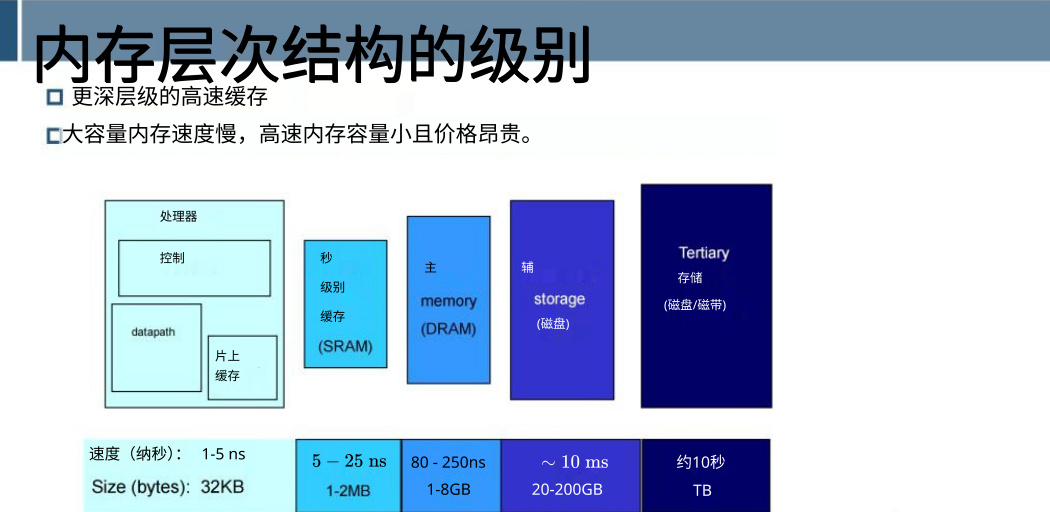 内存层次结构的级别
更深层级的高速缓存
大容量内存速度慢，高速内存容量小且价格昂贵。
处理器
控制
datapath
片上
缓存
秒
级别
缓存
(SRAM)
主
memory
(DRAM)
辅
storage
(磁盘)
Tertiary
存储
(磁盘/磁带)
速度（纳秒）： 1-5 ns
5 – 25 ns
80 - 250ns
~ 10 ms
约10秒
Size (bytes): 32KB
1-2MB
1-8GB
20-200GB
TB